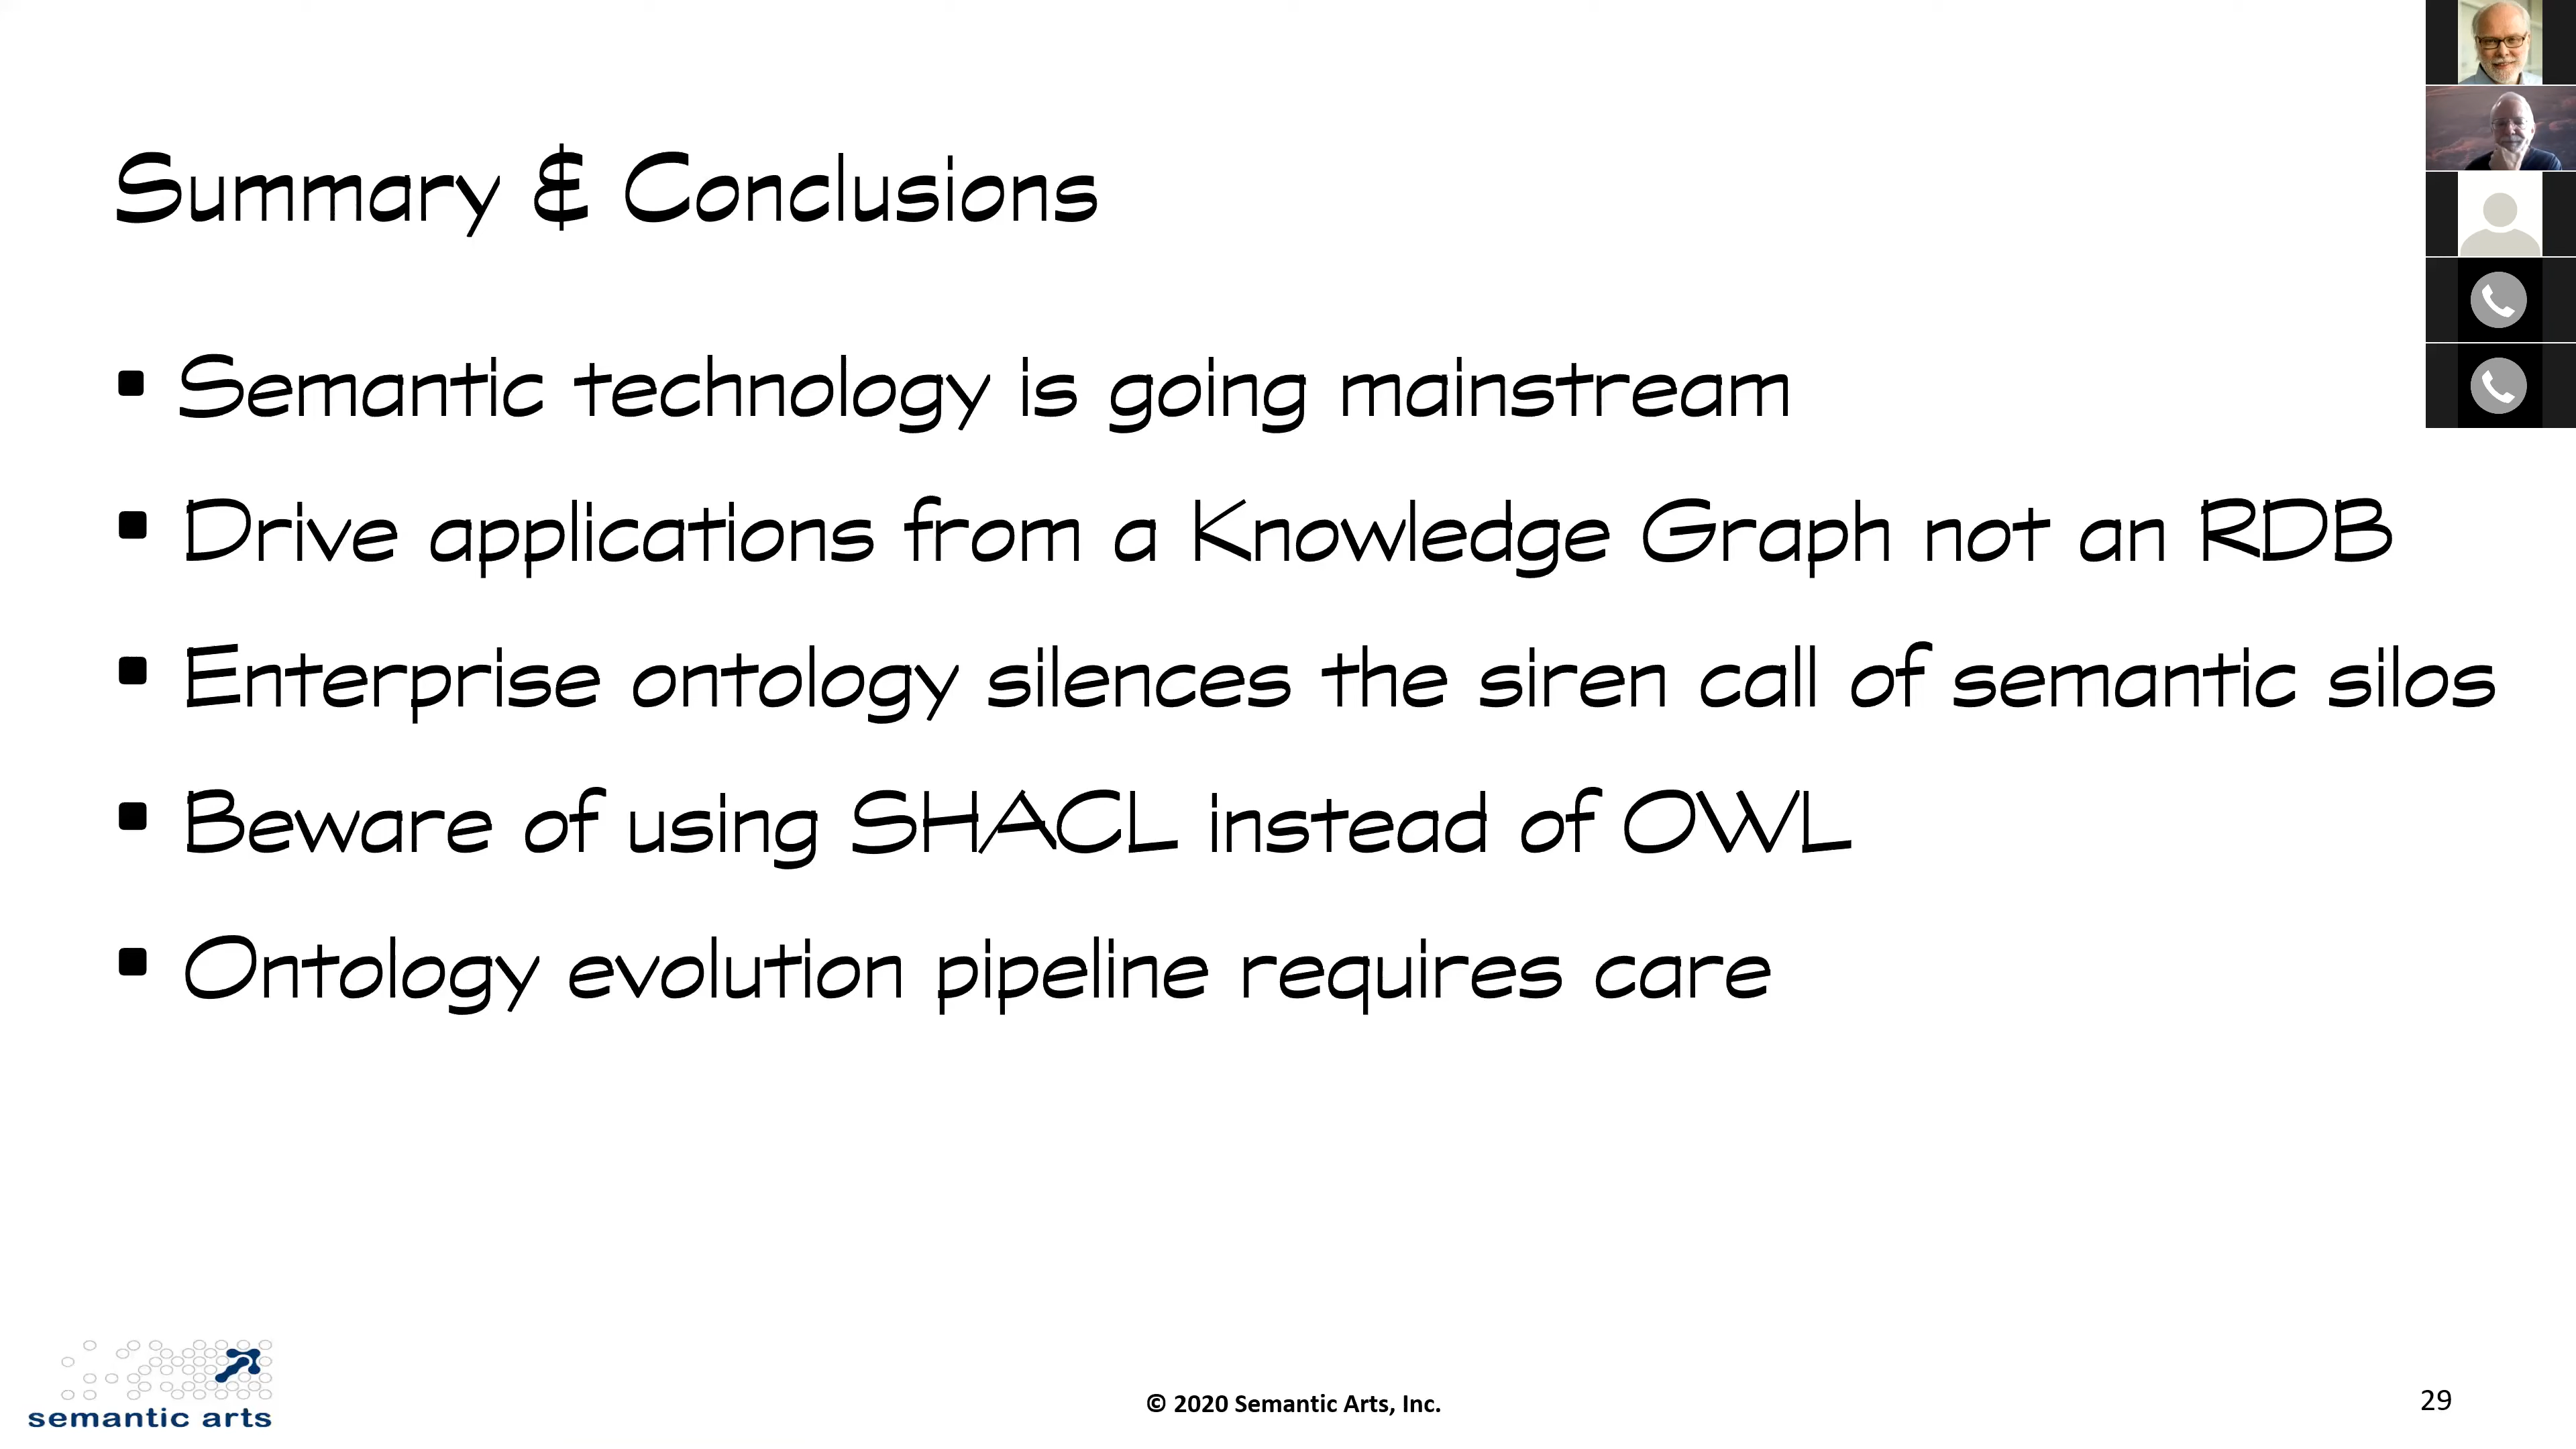 Summary & Conclusions
▪ Semantic technology is going mainstream
▪ Drive applications from a Knowledge Graph not an RDB
▪ Enterprise ontology silences the siren call of semantic silos
▪ Beware of using SHACL instead of OWL
▪ Ontology evolution pipeline requires care
semantic arts
© 2020 Semantic Arts, Inc.
29